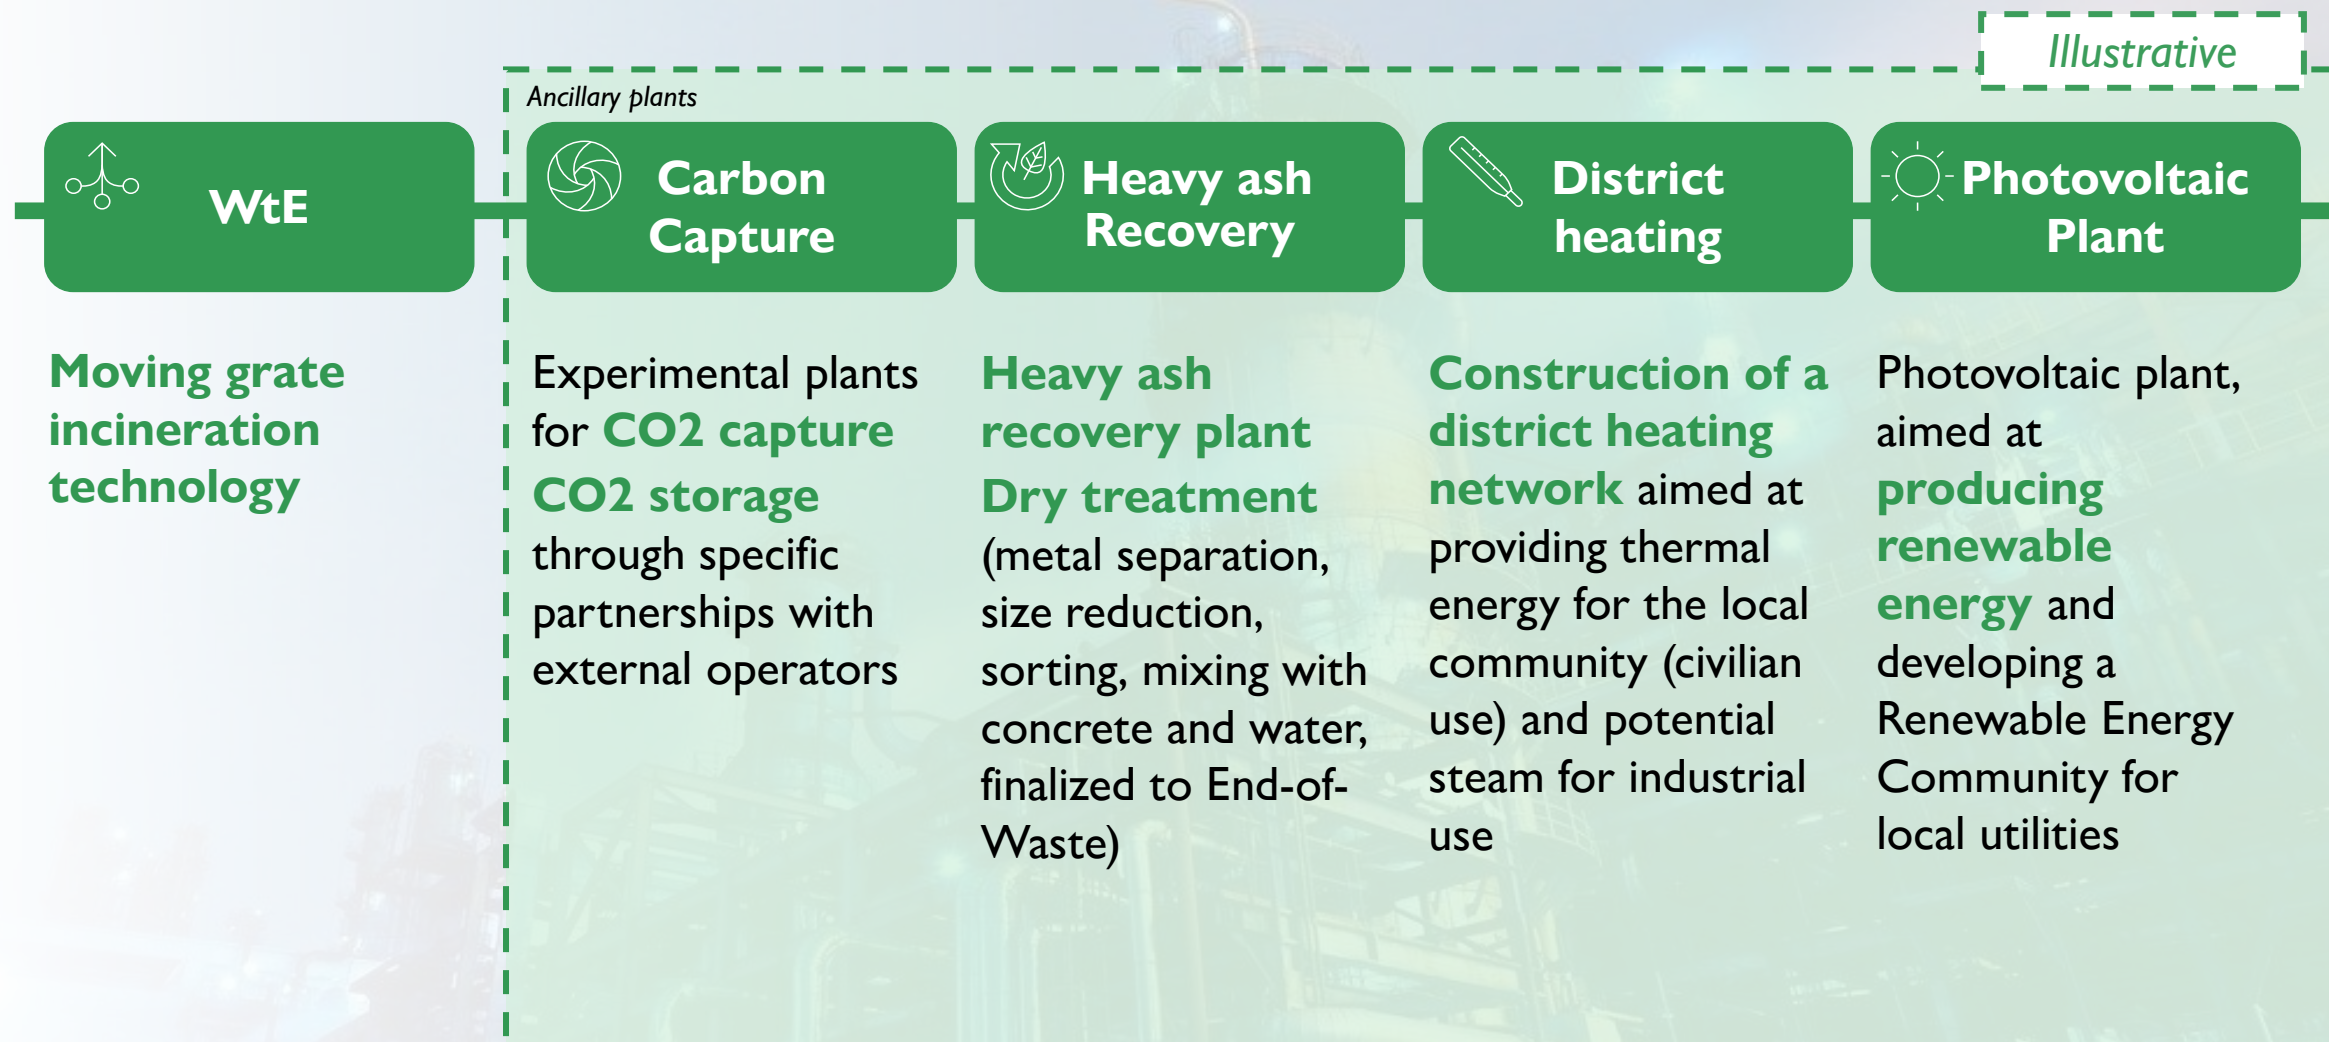 Illustrative
Ancillary plants
WtE
Moving grate
incineration
technology
Carbon
Capture
Experimental plants
for CO2 capture
CO2 storage
through specific
partnerships with
external operators
Heavy ash
Recovery
Heavy ash
recovery plant
Dry treatment
(metal separation,
size reduction,
sorting, mixing with
concrete and water,
finalized to End-of-
Waste)
District
heating
Construction of a
district heating
network aimed at
providing thermal
energy for the local
community (civilian
use) and potential
steam for industrial
use
Photovoltaic
Plant
Photovoltaic plant,
aimed at
producing
renewable
energy and
developing a
Renewable Energy
Community for
local utilities